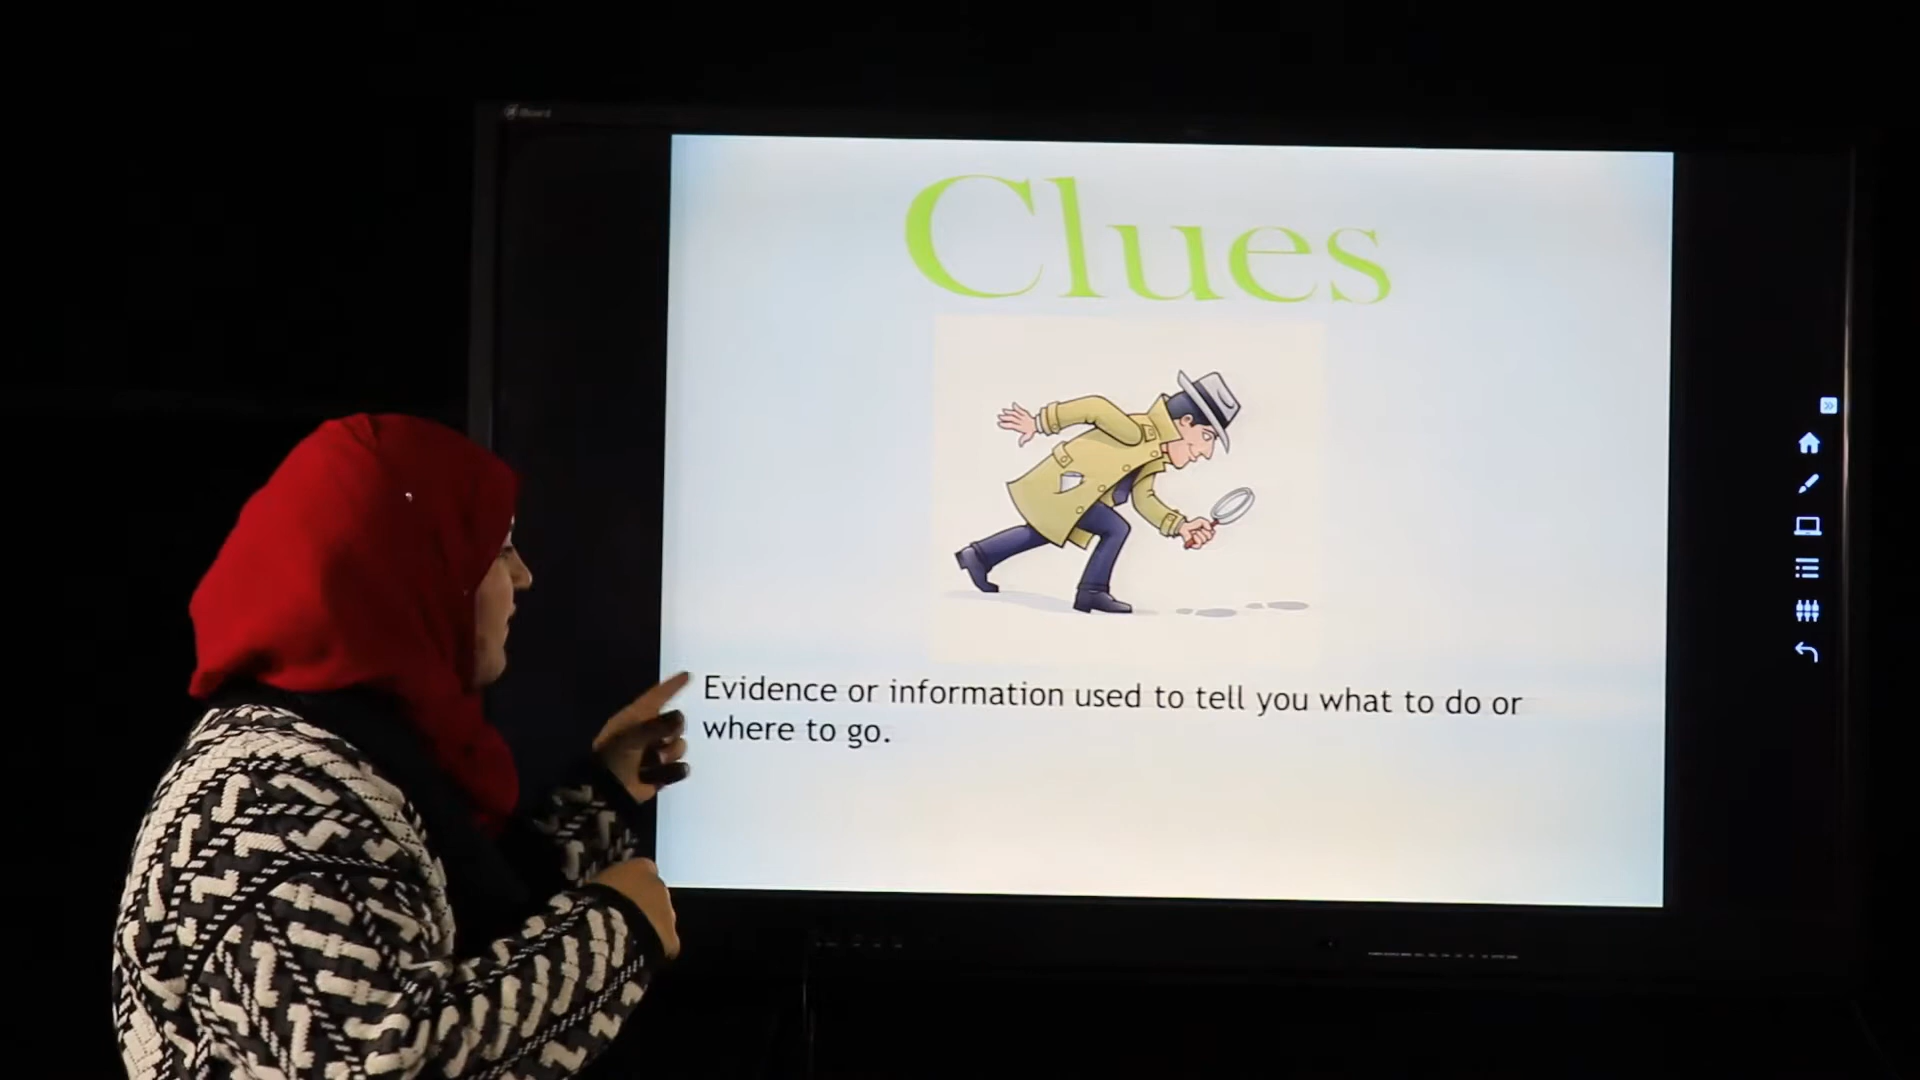 Clues
Evidence or information used to tell you what to do or
where to go.